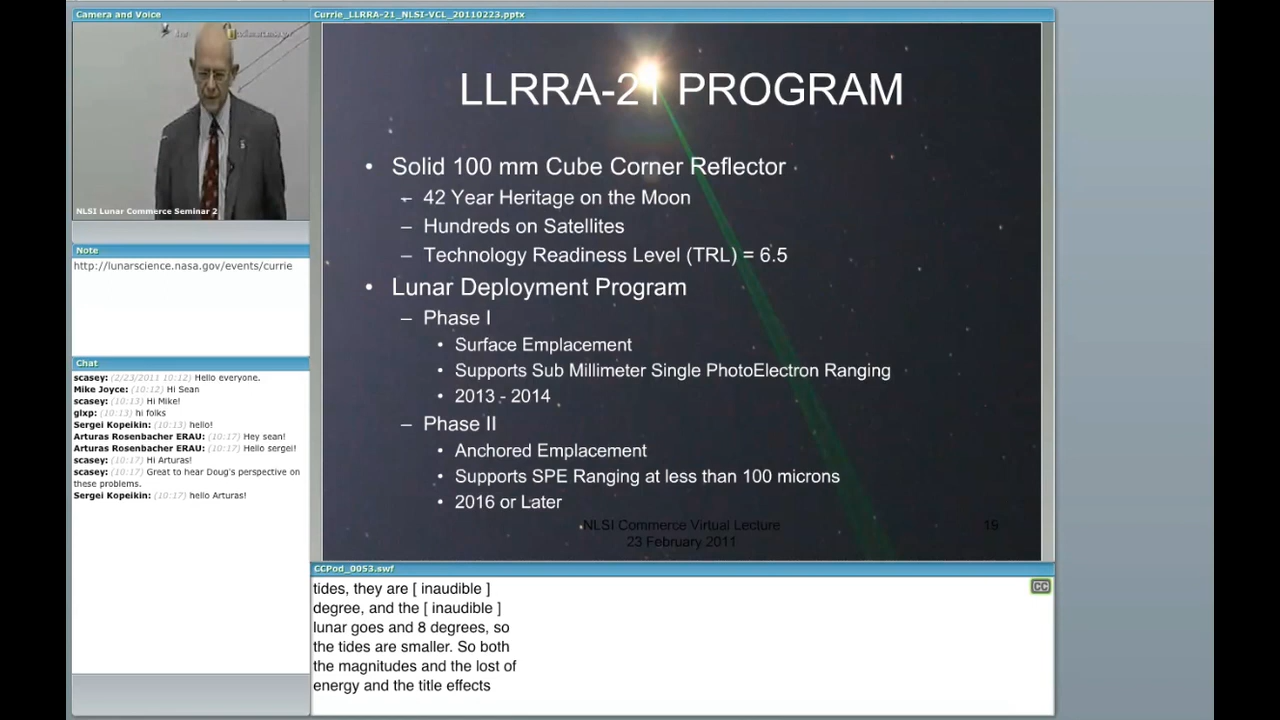 Camera and Voice
NLSI Lunar Commerce Seminar 2
Note
http://lunarscience.nasa.gov/events/currie
Chat
scasey: (2/23/2011 10:12) Hello everyone.
Mike Joyce: (10:12) Hi Sean
scasey: (10:13) Hi Mike!
glxp: (10:13) hi folks
Sergei Kopeikin: (10:13) hello!
Arturas Rosenbacher ERAU: (10:17) Hey sean!
Arturas Rosenbacher ERAU: (10:17) Hello sergei!
scasey: (10:17) Hi Arturas!
scasey: (10:17) Great to hear Doug's perspective on
these problems.
Sergei Kopeikin: (10:17) hello Arturas!
Currie_LLRRA-21_NLSI-VCL_20110223.pptx
LLRRA-21 PROGRAM
• Solid 100 mm Cube Corner Reflector
– 42 Year Heritage on the Moon
– Hundreds on Satellites
– Technology Readiness Level (TRL) = 6.5
• Lunar Deployment Program
– Phase I
• Surface Emplacement
• Supports Sub Millimeter Single PhotoElectron Ranging
• 2013 - 2014
– Phase II
• Anchored Emplacement
• Supports SPE Ranging at less than 100 microns
• 2016 or Later
NLSI Commerce Virtual Lecture
23 February 2011
19
CCPod_0053.swf
CC
tides, they are [ inaudible ]
degree, and the [ inaudible ]
lunar goes and 8 degrees, so
the tides are smaller. So both
the magnitudes and the lost of
energy and the title effects